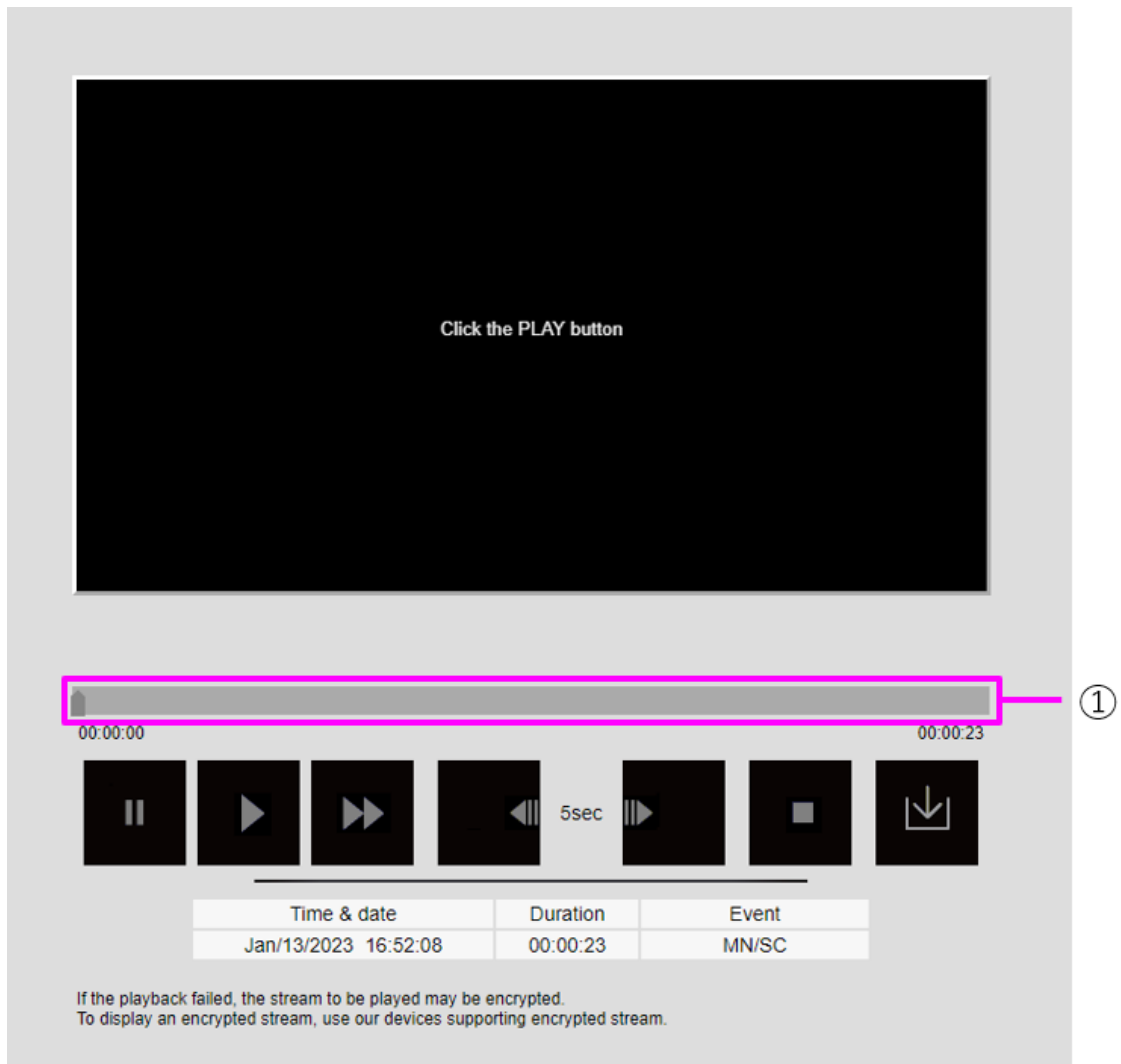 Click the PLAY button
①
00:00:00 00:00:23
5sec
Time & date Duration Event
Jan/13/2023 16:52:08 00:00:23 MN/SC
If the playback failed, the stream to be played may be encrypted.
To display an encrypted stream, use our devices supporting encrypted stream.